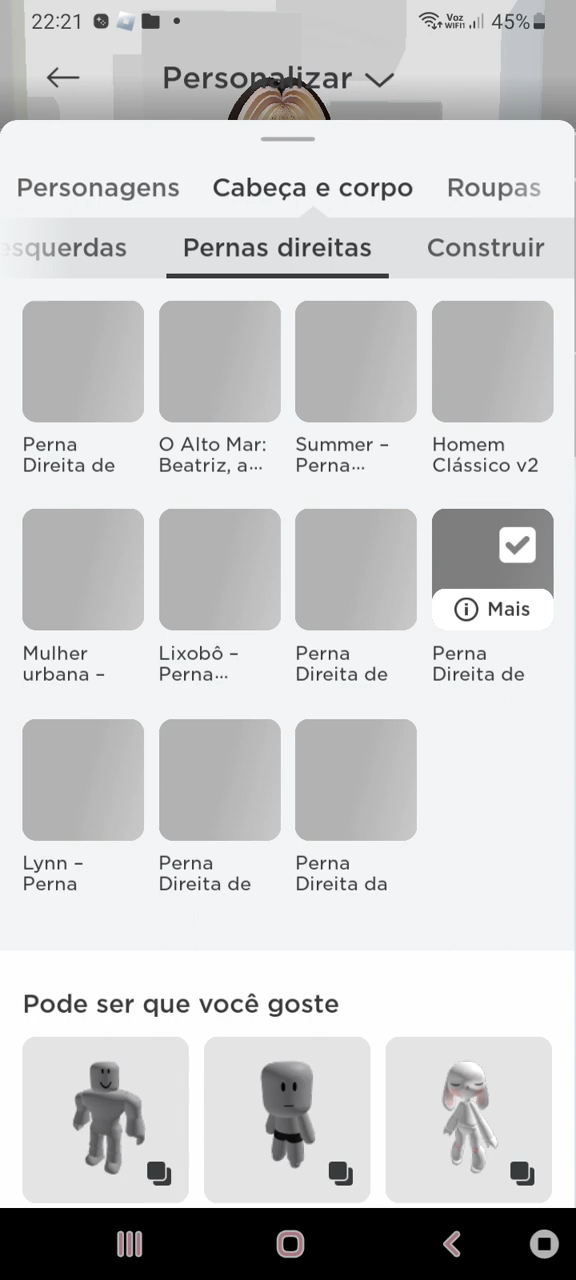 22:21
Voz
WIFI1
45%
Personalizar
Personagens
Cabeça e corpo
Roupas
esquerdas
Pernas direitas
Construir
Perna
Direita de
O Alto Mar:
Beatriz, a...
Summer –
Perna...
Homem
Clássico v2
Mais
Mulher
urbana –
Lixobô –
Perna...
Perna
Direita de
Perna
Direita de
Lynn –
Perna
Perna
Direita de
Perna
Direita da
Pode ser que você goste